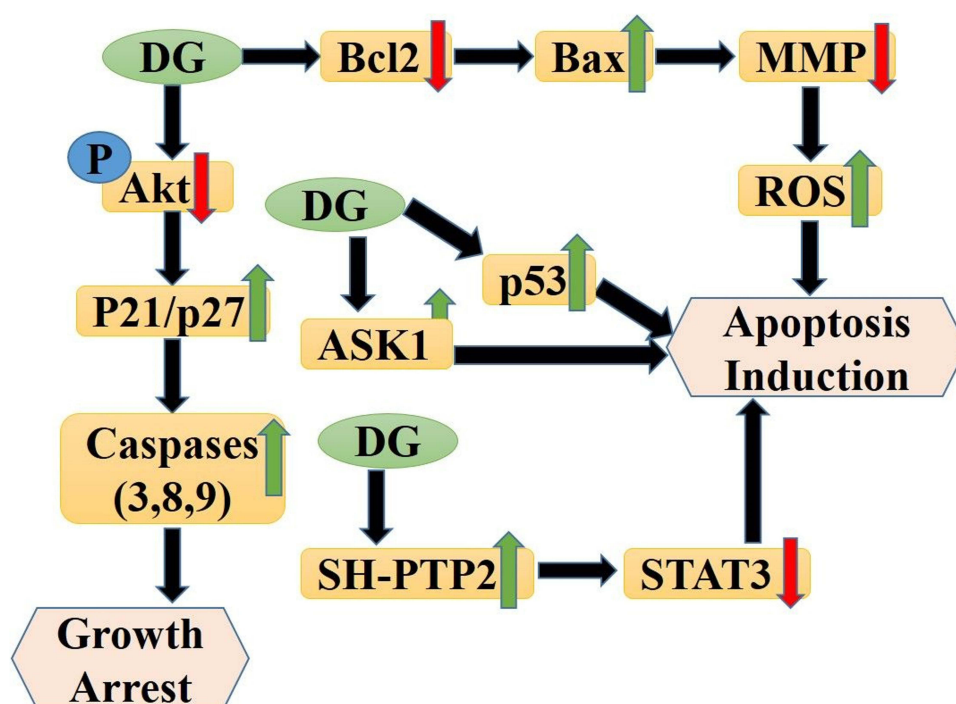 DG
Bcl2
Bax
MMP
P
Akt
ROS
DG
p53
P21/p27
ASK1
Apoptosis
Induction
Caspases
(3,8,9)
DG
SH-PTP2
STAT3
Growth
Arrest